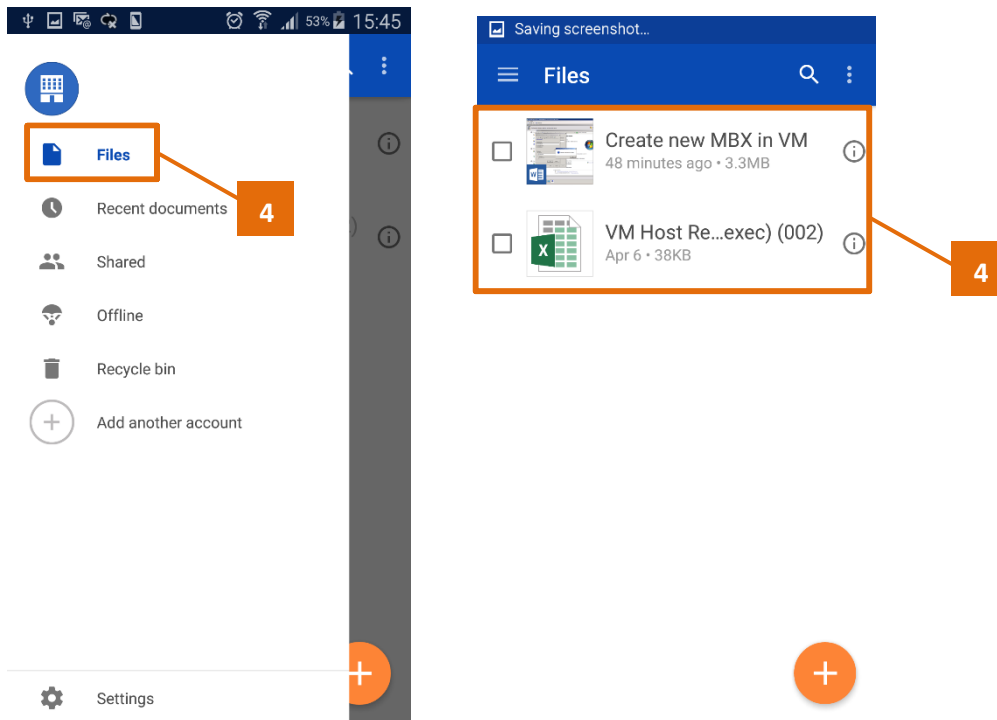 53% 15:45
Files
4
Recent documents
Shared
Offline
Recycle bin
Add another account
Settings
Saving screenshot...
Files
Create new MBX in VM
48 minutes ago • 3.3MB
VM Host Re...exec) (002)
Apr 6 • 38KB
4